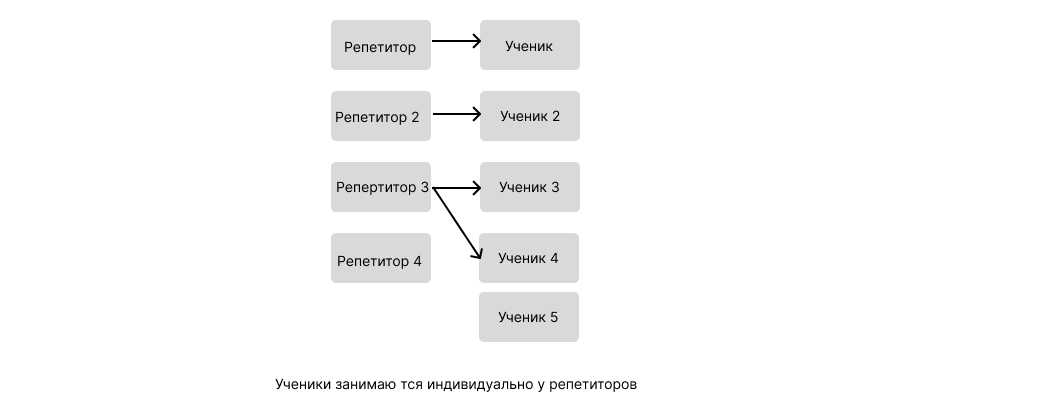 Репетитор
Ученик
Репетитор 2
Ученик 2
Репертитор 3
Ученик 3
Репетитор 4
Ученик 4
Ученик 5
Ученики занимаю тся индивидуально у репетиторов